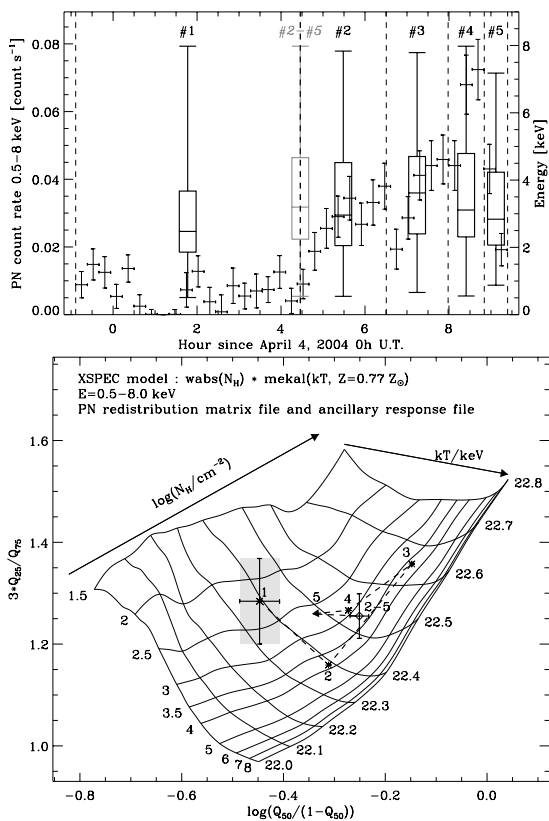 #1 #2-#5 #2 #3 #4 #5
0.08 0.06 0.04 0.02 0.00
PN count rate 0.5-8 keV [count s⁻¹]
8 6 4 2 0
Energy [keV]
0 2 4 6 8
Hour since April 4, 2004 0h U.T.
XSPEC model : wabs(N_H) * mekal(kT, Z=0.77 Z_⊙)
E=0.5-8.0 keV
PN redistribution matrix file and ancillary response file
1.6 1.4 1.2 1.0
3*Q₂₅/Q₇₅
log(N_H/cm⁻²)
kT/keV
22.8
22.7
22.6
22.5
22.4
22.3
22.2
22.1
22.0
1.5
2
2.5
3
3.5
4
5
6
7
8
1
2
3
4
5
2-5
-0.8 -0.6 -0.4 -0.2 0.0
log(Q₅₀/(1-Q₅₀))